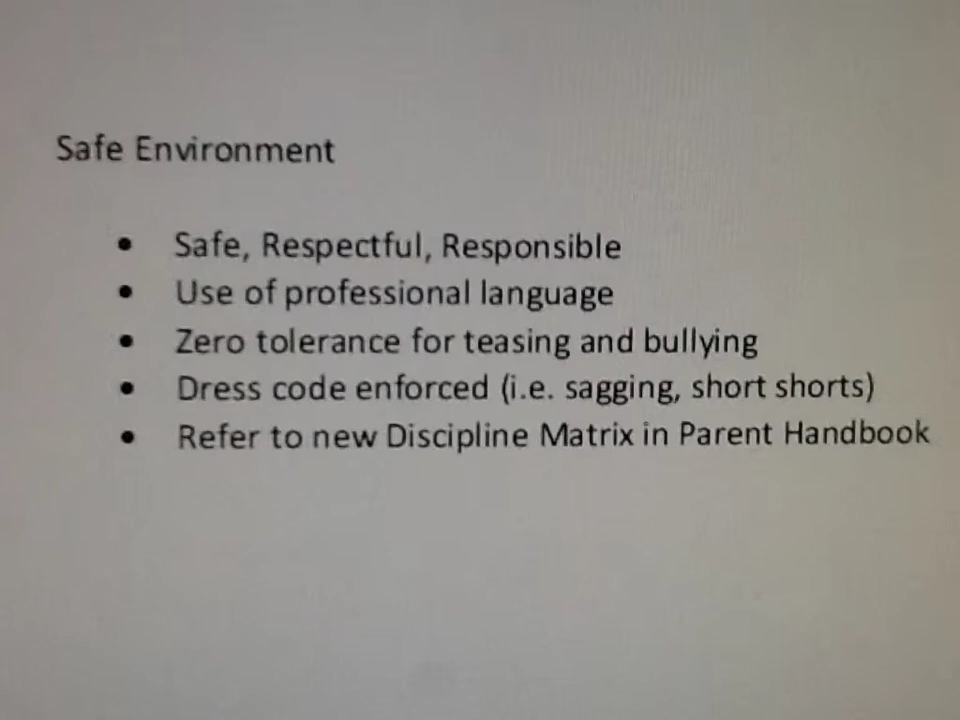 Safe Environment
• Safe, Respectful, Responsible
• Use of professional language
• Zero tolerance for teasing and bullying
• Dress code enforced (i.e. sagging, short shorts)
• Refer to new Discipline Matrix in Parent Handbook